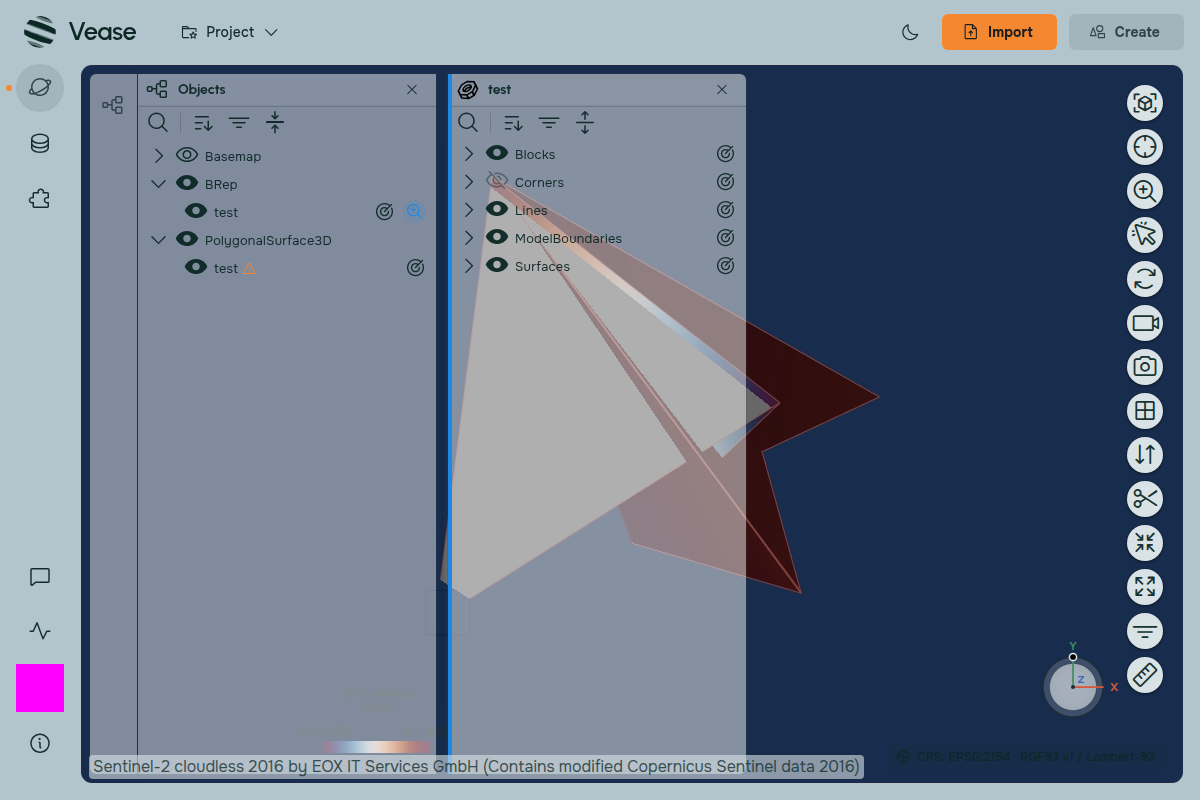 Vease
Project
Import
Create
Objects
test
Basemap
BRep
test
PolygonalSurface3D
test
Blocks
Corners
Lines
ModelBoundaries
Surfaces
Y
Z
X
CRS: EPSG:2154 · RGF93 v1 / Lambert-93
Sentinel-2 cloudless 2016 by EOX IT Services GmbH (Contains modified Copernicus Sentinel data 2016)